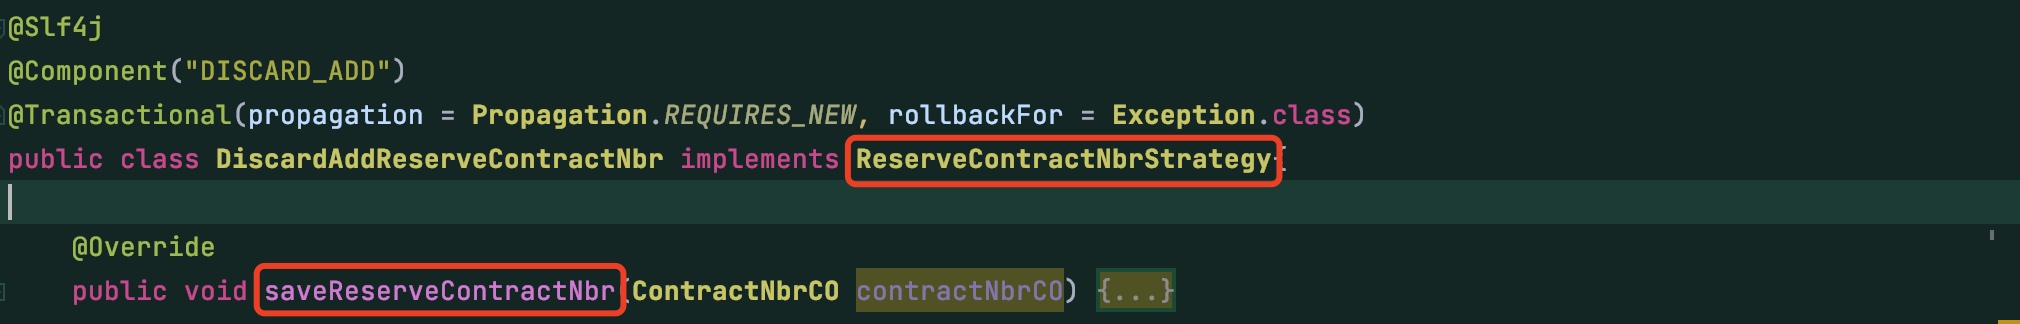 @Slf4j
@Component("DISCARD_ADD")
@Transactional(propagation = Propagation.REQUIRES_NEW, rollbackFor = Exception.class)
public class DiscardAddReserveContractNbr implements ReserveContractNbrStrategy{
@Override
public void saveReserveContractNbr(ContractNbrCO contractNbrCO) {...}